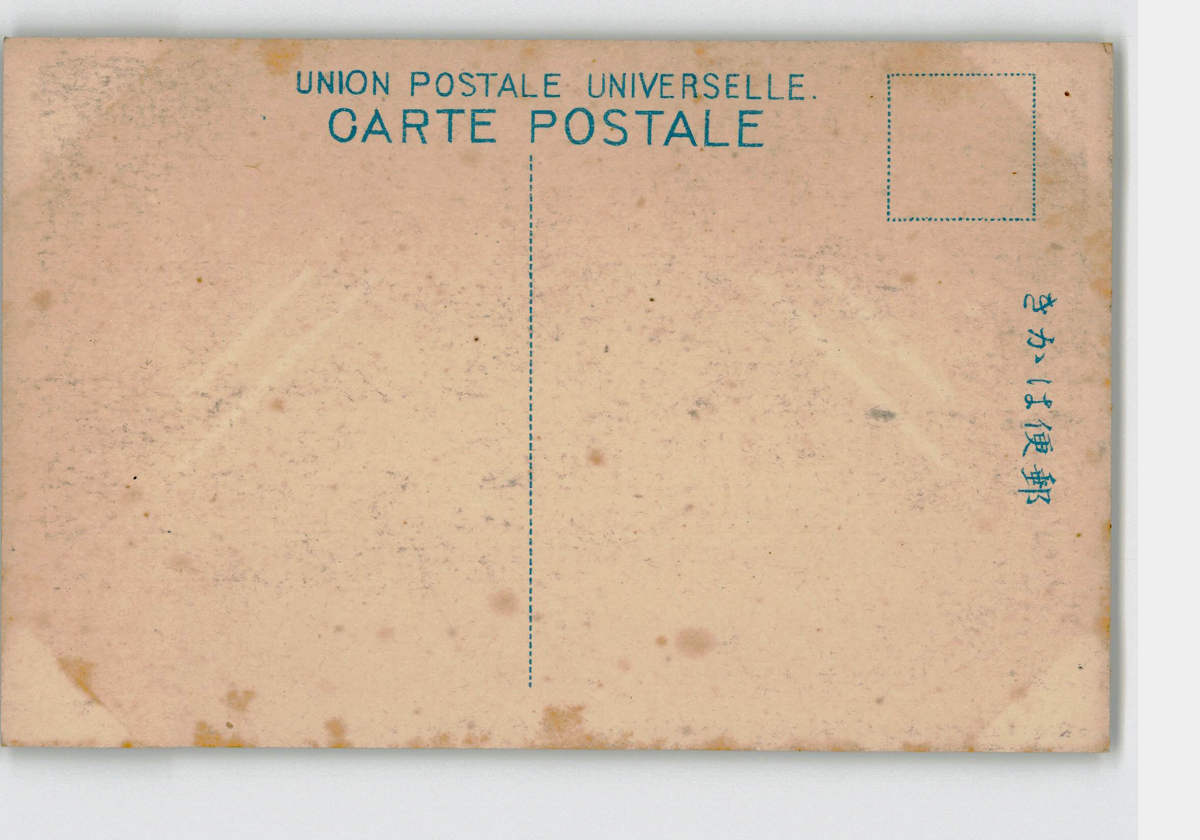 UNION POSTALE UNIVERSELLE.
CARTE POSTALE
郵便はかき